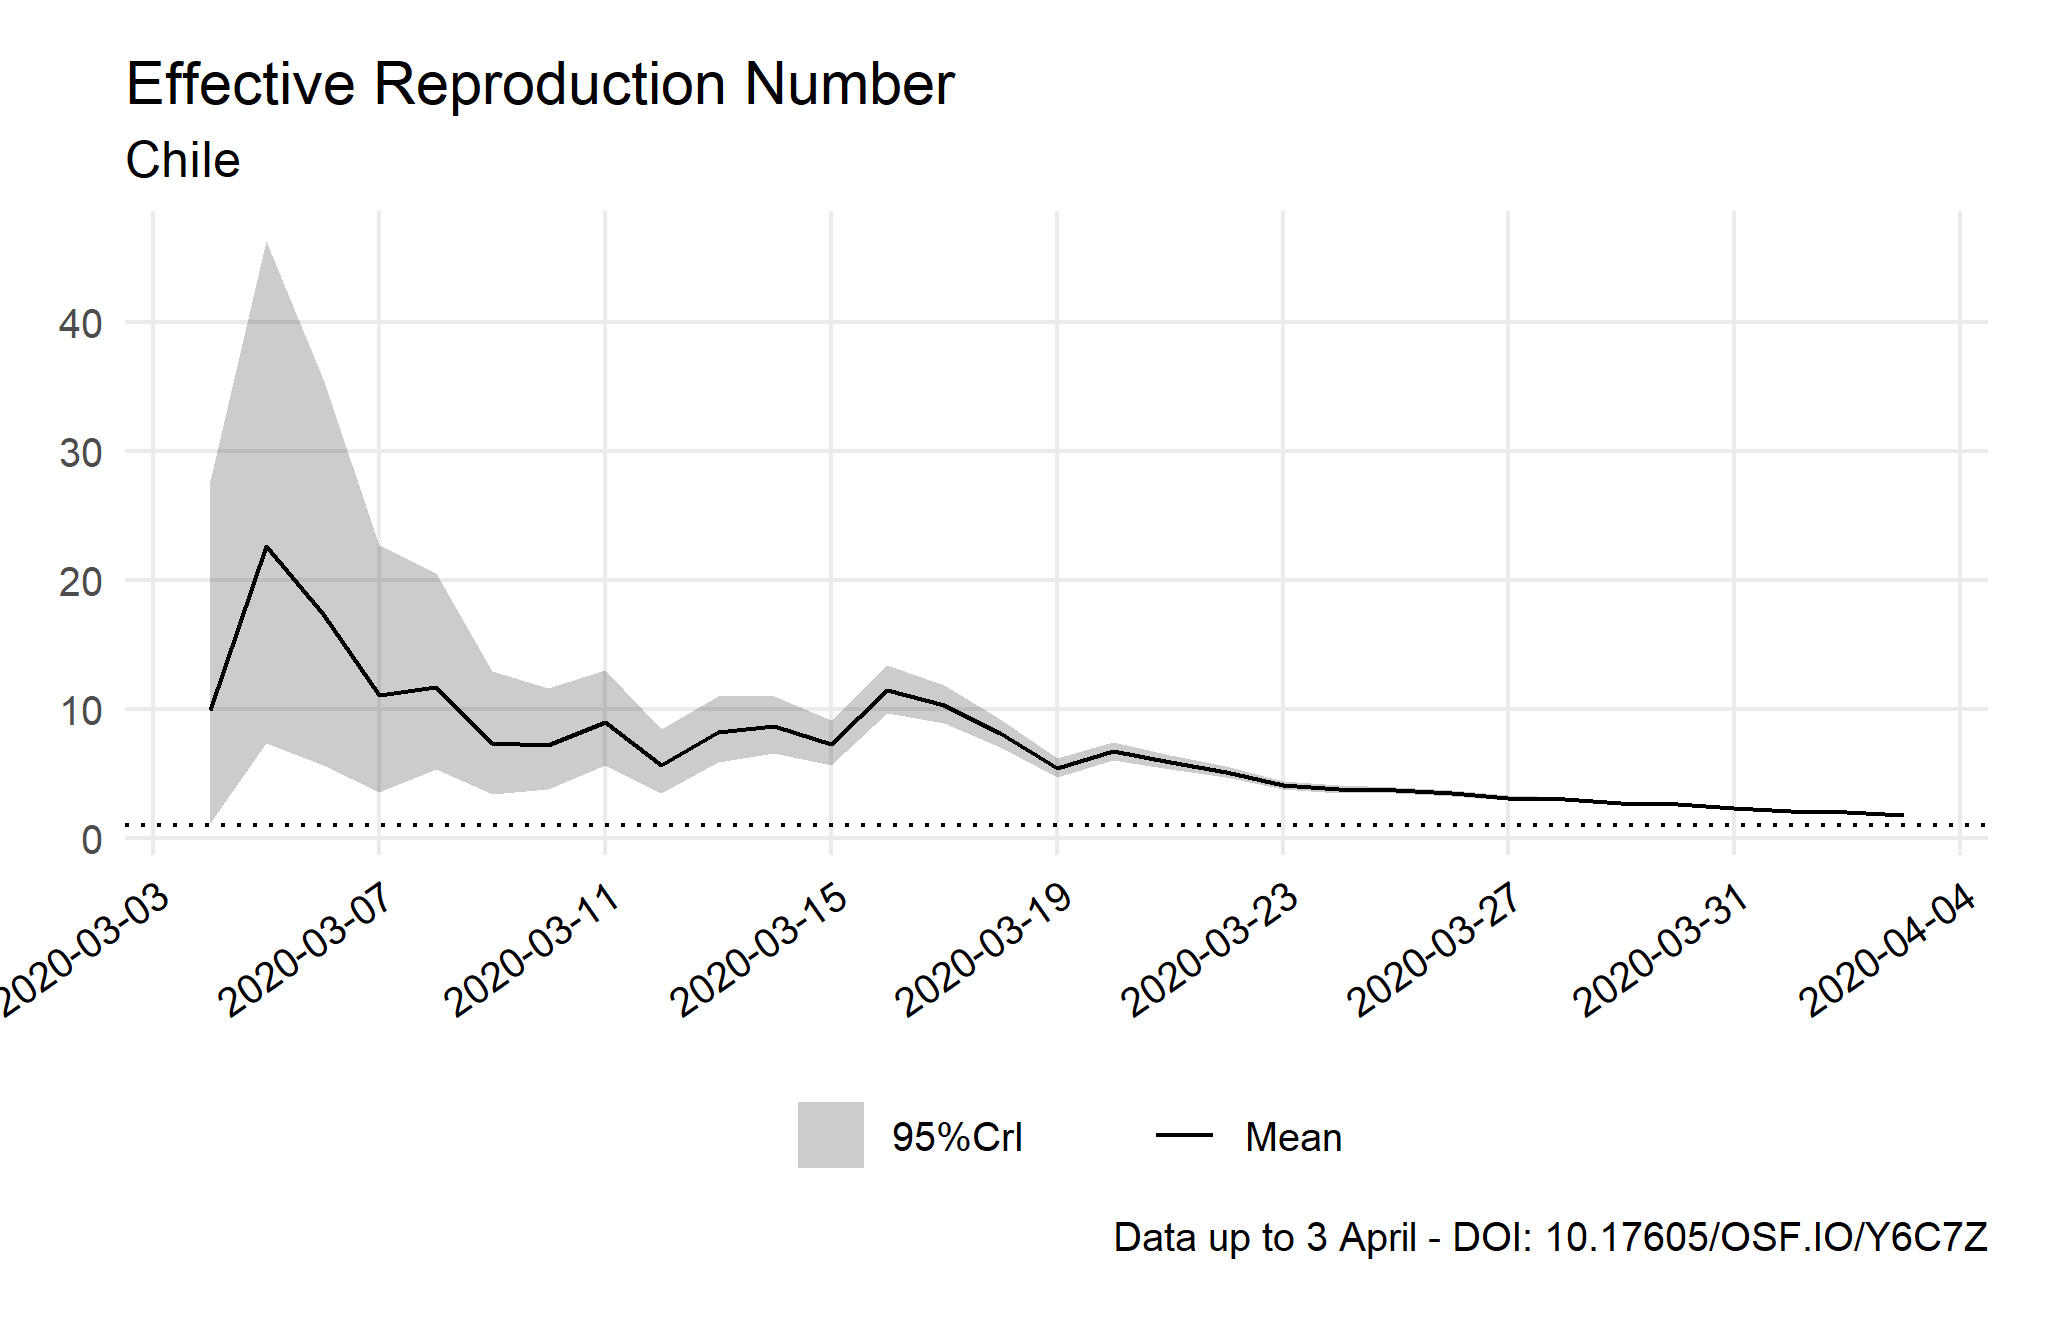 Effective Reproduction Number
Chile
40
30
20
10
0
2020-03-03
2020-03-07
2020-03-11
2020-03-15
2020-03-19
2020-03-23
2020-03-27
2020-03-31
2020-04-04
95%CrI
Mean
Data up to 3 April - DOI: 10.17605/OSF.IO/Y6C7Z